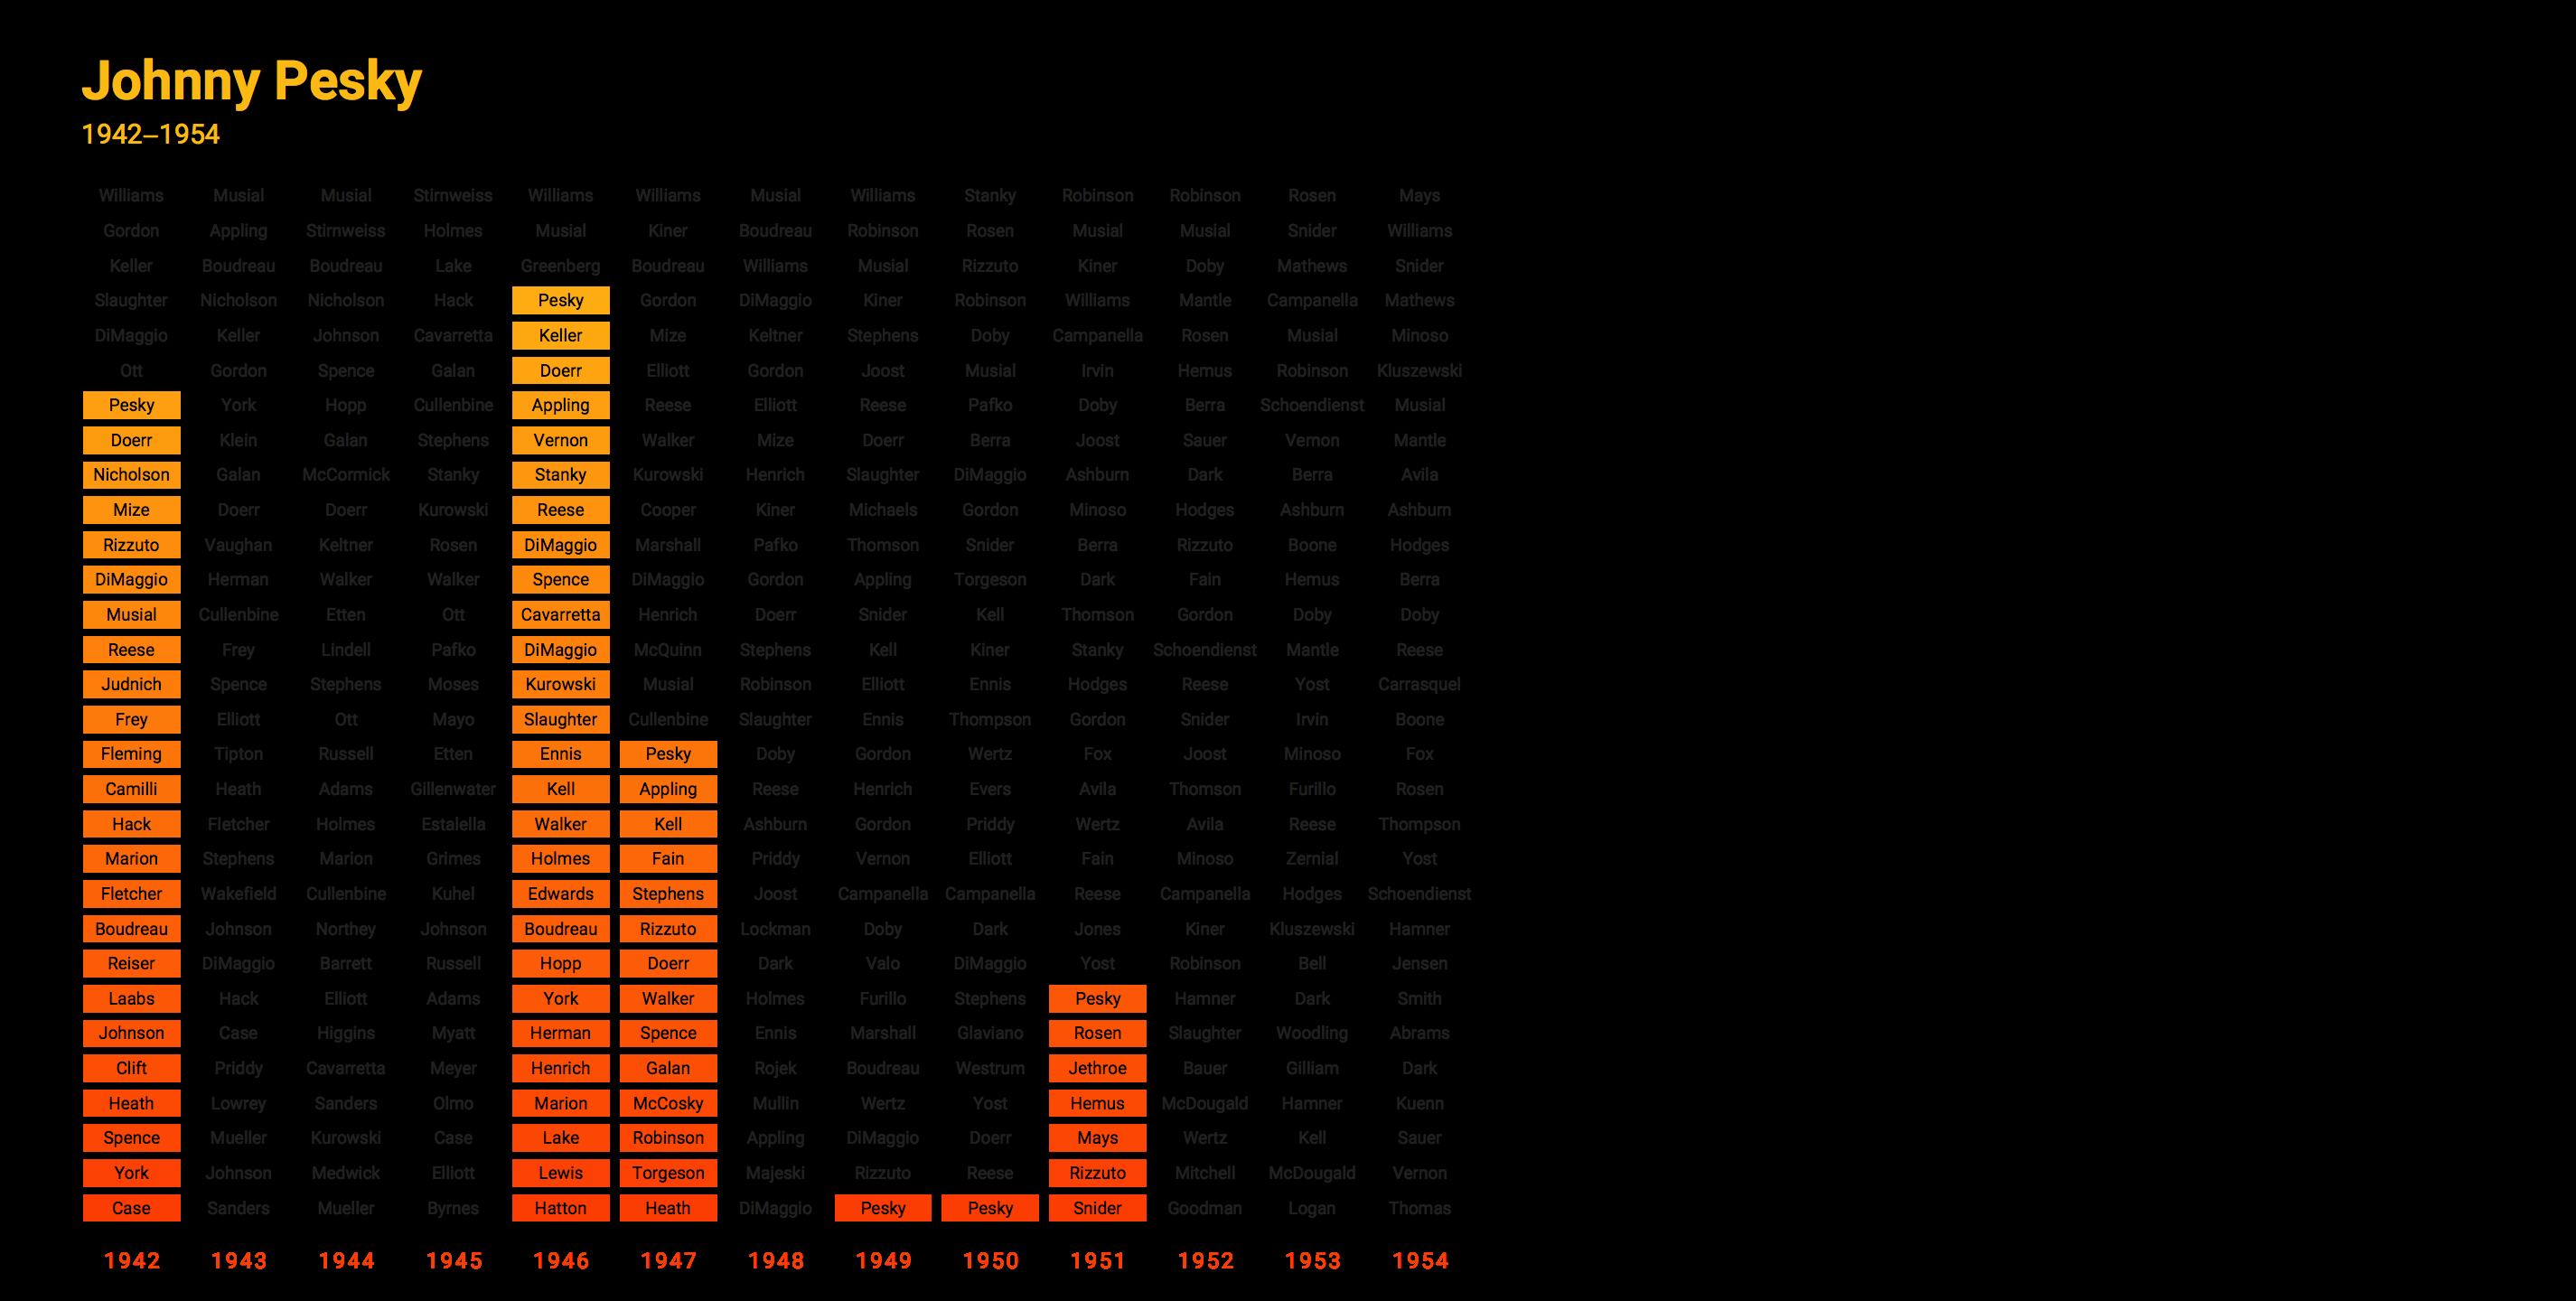 Johnny Pesky
1942–1954
Williams Musial Musial Stirnweiss Williams Williams Musial Williams Stanky Robinson Robinson Rosen Mays
Gordon Appling Stirnweiss Holmes Musial Kiner Boudreau Robinson Rosen Musial Musial Snider Williams
Keller Boudreau Boudreau Lake Greenberg Boudreau Williams Musial Rizzuto Kiner Doby Mathews Snider
Slaughter Nicholson Nicholson Hack Pesky Gordon DiMaggio Kiner Robinson Williams Mantle Campanella Mathews
DiMaggio Keller Johnson Cavarretta Keller Mize Keltner Stephens Doby Campanella Rosen Musial Minoso
Ott Gordon Spence Galan Doerr Elliott Gordon Joost Musial Irvin Hemus Robinson Kluszewski
Pesky York Hopp Cullenbine Appling Reese Elliott Reese Pafko Doby Berra Schoendienst Musial
Doerr Klein Galan Stephens Vernon Walker Mize Doerr Berra Joost Sauer Vernon Mantle
Nicholson Galan McCormick Stanky Stanky Kurowski Henrich Slaughter DiMaggio Ashburn Dark Berra Avila
Mize Doerr Doerr Kurowski Reese Cooper Kiner Michaels Gordon Minoso Hodges Ashburn Ashburn
Rizzuto Vaughan Keltner Rosen DiMaggio Marshall Pafko Thomson Snider Berra Rizzuto Boone Hodges
DiMaggio Herman Walker Walker Spence DiMaggio Gordon Appling Torgeson Dark Fain Hemus Berra
Musial Cullenbine Etten Ott Cavarretta Henrich Doerr Snider Kell Thomson Gordon Doby Doby
Reese Frey Lindell Pafko DiMaggio McQuinn Stephens Kell Kiner Stanky Schoendienst Mantle Reese
Judnich Spence Stephens Moses Kurowski Musial Robinson Elliott Ennis Hodges Reese Yost Carrasquel
Frey Elliott Ott Mayo Slaughter Cullenbine Slaughter Ennis Thompson Gordon Snider Irvin Boone
Fleming Tipton Russell Etten Ennis Pesky Doby Gordon Wertz Fox Joost Minoso Fox
Camilli Heath Adams Gillenwater Kell Appling Reese Henrich Evers Avila Thomson Furillo Rosen
Hack Fletcher Holmes Estalella Walker Kell Ashburn Gordon Priddy Wertz Avila Reese Thompson
Marion Stephens Marion Grimes Holmes Fain Priddy Vernon Elliott Fain Minoso Zernial Yost
Fletcher Wakefield Cullenbine Kuhel Edwards Stephens Joost Campanella Campanella Reese Campanella Hodges Schoendienst
Boudreau Johnson Northey Johnson Boudreau Rizzuto Lockman Doby Dark Jones Kiner Kluszewski Hamner
Reiser DiMaggio Barrett Russell Hopp Doerr Dark Valo DiMaggio Yost Robinson Bell Jensen
Laabs Hack Elliott Adams York Walker Holmes Furillo Stephens Pesky Hamner Dark Smith
Johnson Case Higgins Myatt Herman Spence Ennis Marshall Glaviano Rosen Slaughter Woodling Abrams
Clift Priddy Cavarretta Meyer Henrich Galan Rojek Boudreau Westrum Jethroe Bauer Gilliam Dark
Heath Lowrey Sanders Olmo Marion McCosky Mullin Wertz Yost Hemus McDougald Hamner Kuenn
Spence Mueller Kurowski Case Lake Robinson Appling DiMaggio Doerr Mays Wertz Kell Sauer
York Johnson Medwick Elliott Lewis Torgeson Majeski Rizzuto Reese Rizzuto Mitchell McDougald Vernon
Case Sanders Mueller Byrnes Hatton Heath DiMaggio Pesky Pesky Snider Goodman Logan Thomas
1942 1943 1944 1945 1946 1947 1948 1949 1950 1951 1952 1953 1954